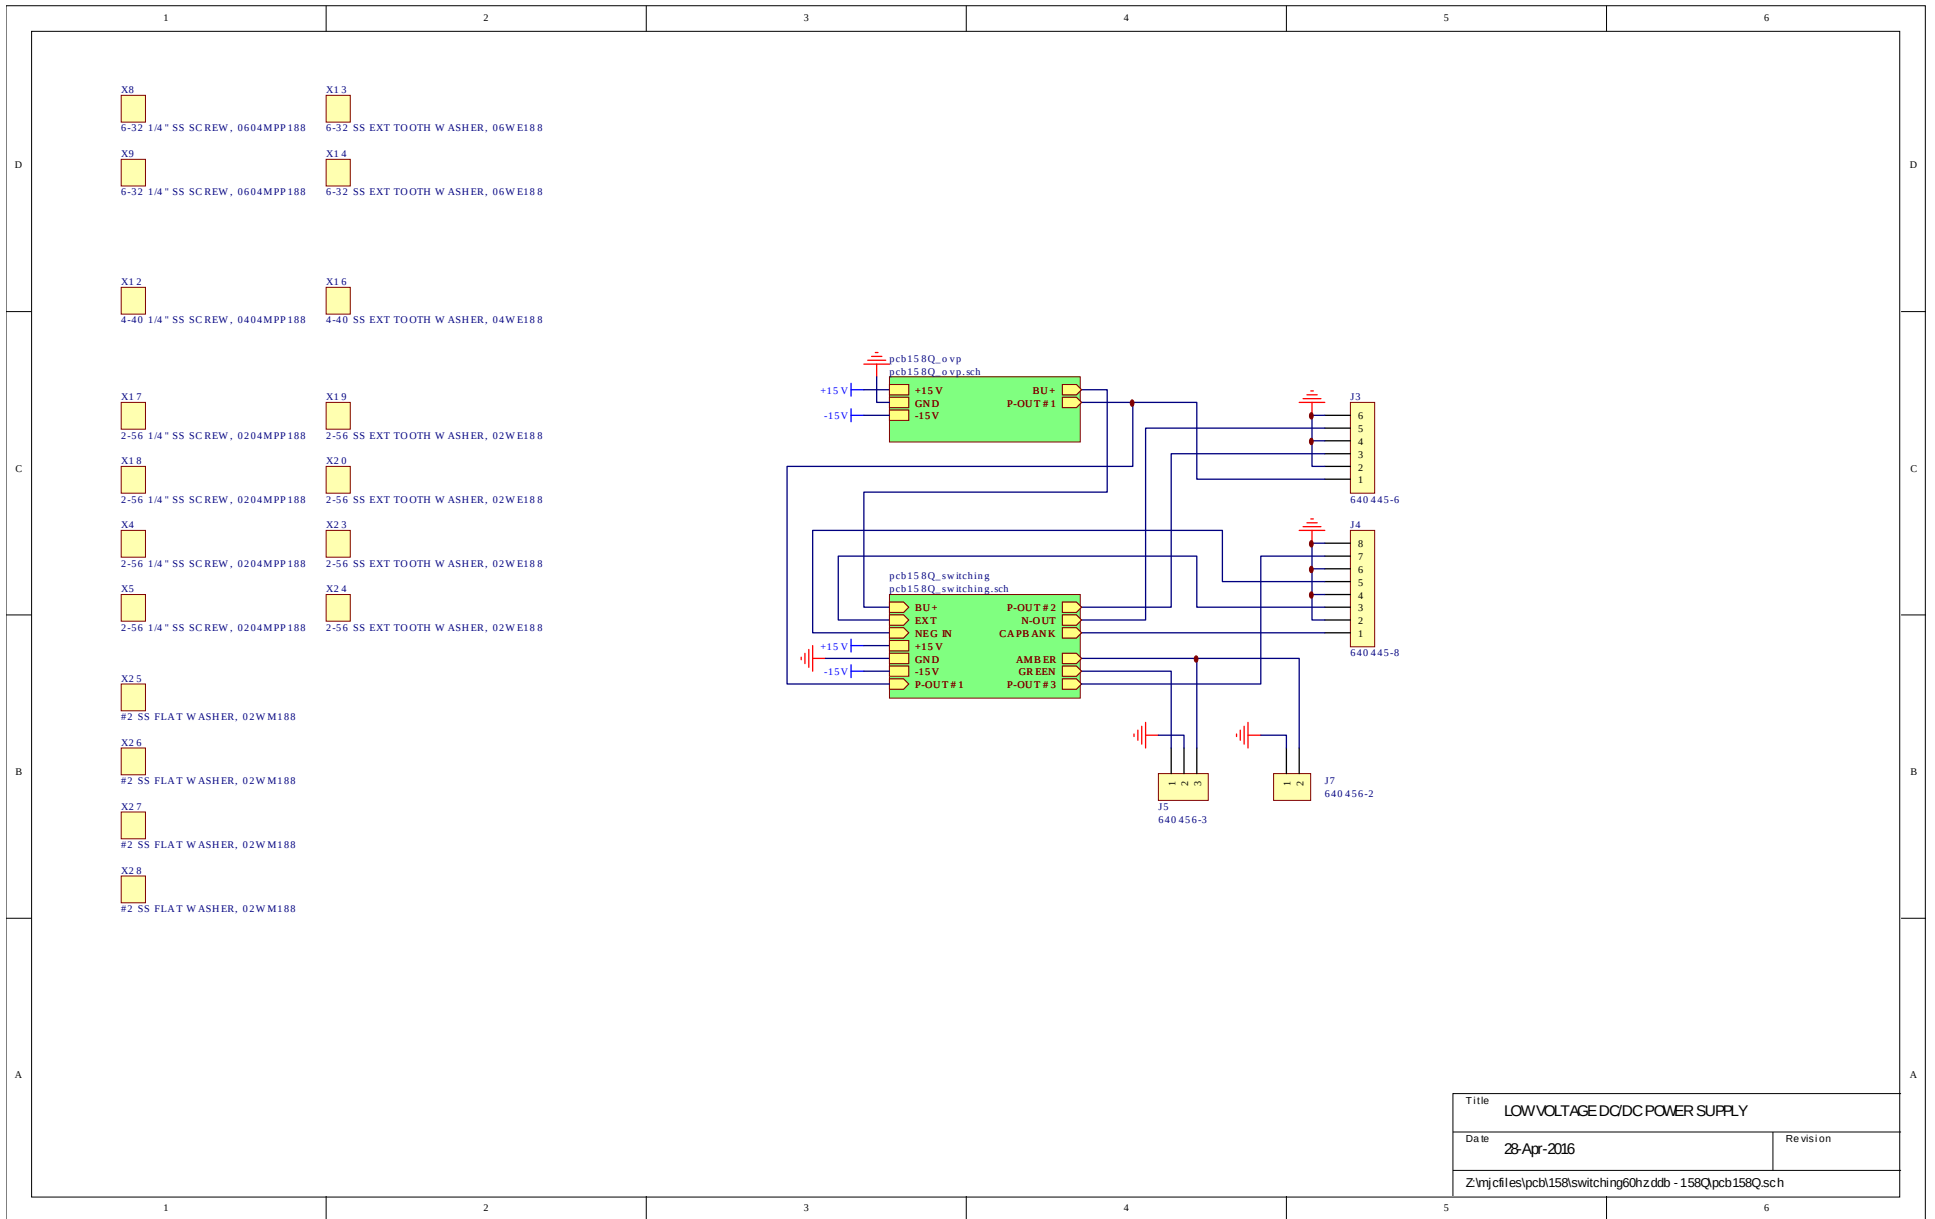 1 2 3 4 5 6
X8
6-32 1/4" SS SCREW, 0604MPP188
X13
6-32 SS EXT TOOTH WASHER, 06WE188
X9
6-32 1/4" SS SCREW, 0604MPP188
X14
6-32 SS EXT TOOTH WASHER, 06WE188
D
D
X12
4-40 1/4" SS SCREW, 0404MPP188
X16
4-40 SS EXT TOOTH WASHER, 04WE188
X17
2-56 1/4" SS SCREW, 0204MPP188
X19
2-56 SS EXT TOOTH WASHER, 02WE188
X18
2-56 1/4" SS SCREW, 0204MPP188
X20
2-56 SS EXT TOOTH WASHER, 02WE188
C
C
X4
2-56 1/4" SS SCREW, 0204MPP188
X23
2-56 SS EXT TOOTH WASHER, 02WE188
X5
2-56 1/4" SS SCREW, 0204MPP188
X24
2-56 SS EXT TOOTH WASHER, 02WE188
X25
#2 SS FLAT WASHER, 02WM188
X26
#2 SS FLAT WASHER, 02WM188
X27
#2 SS FLAT WASHER, 02WM188
X28
#2 SS FLAT WASHER, 02WM188
B
B
pcb158Q_ovp
pcb158Q_ovp.sch
+15V
-15V
+15V
GND
-15V
BU+
P-OUT#1
J3
6
5
4
3
2
1
640445-6
J4
8
7
6
5
4
3
2
1
640445-8
pcb158Q_switching
pcb158Q_switching.sch
+15V
-15V
BU+
EXT
NEG IN
+15V
GND
-15V
P-OUT#1
P-OUT#2
N-OUT
CAPBANK
AMBER
GREEN
P-OUT#3
1 2 3
J5
640456-3
1 2
J7
640456-2
A
A
Title
LOW VOLTAGE DC/DC POWER SUPPLY
Date
28-Apr-2016
Revision
Z:\mjcfiles\pcb\158\switching60hz.ddb - 158Q\pcb158Q.sch
1 2 3 4 5 6